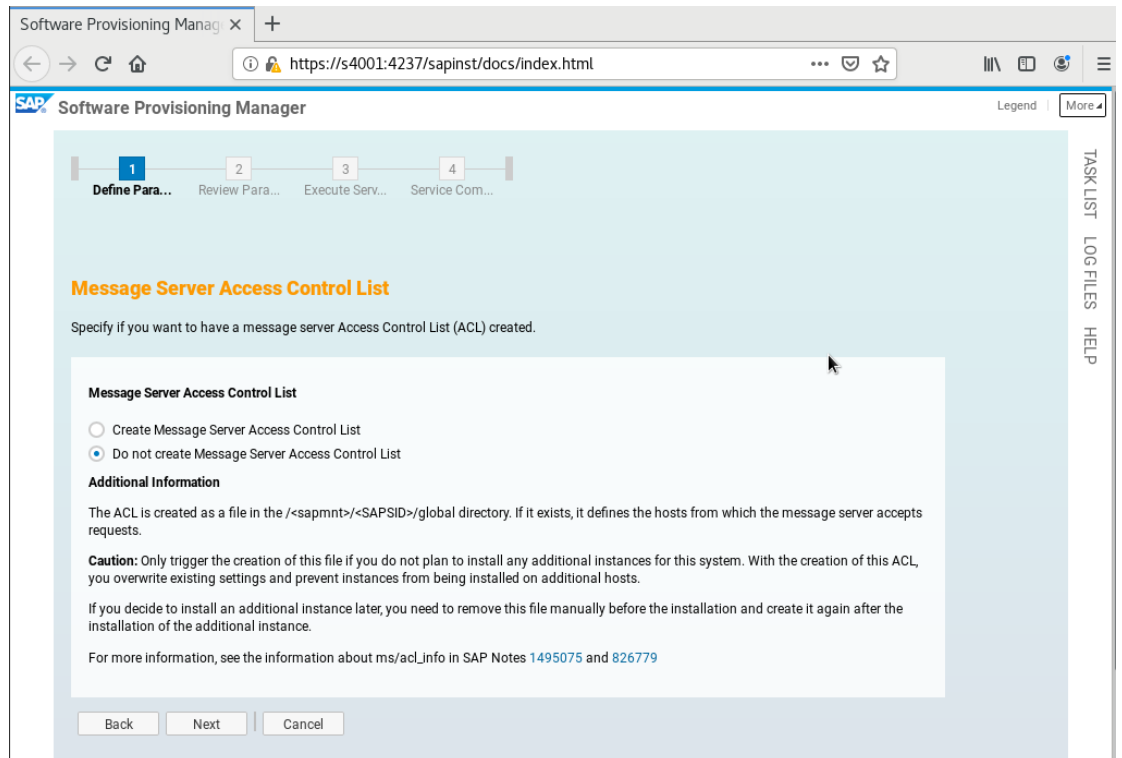 Software Provisioning Manag
https://s4001:4237/sapinst/docs/index.html
SAP Software Provisioning Manager
Legend
More
1
2
3
4
Define Para...
Review Para...
Execute Serv...
Service Com...
TASK LIST
LOG FILES
HELP
Message Server Access Control List
Specify if you want to have a message server Access Control List (ACL) created.
Message Server Access Control List
Create Message Server Access Control List
Do not create Message Server Access Control List
Additional Information
The ACL is created as a file in the /<sapmnt>/<SAPSID>/global directory. If it exists, it defines the hosts from which the message server accepts
requests.
Caution: Only trigger the creation of this file if you do not plan to install any additional instances for this system. With the creation of this ACL,
you overwrite existing settings and prevent instances from being installed on additional hosts.
If you decide to install an additional instance later, you need to remove this file manually before the installation and create it again after the
installation of the additional instance.
For more information, see the information about ms/acl_info in SAP Notes 1495075 and 826779
Back
Next
Cancel